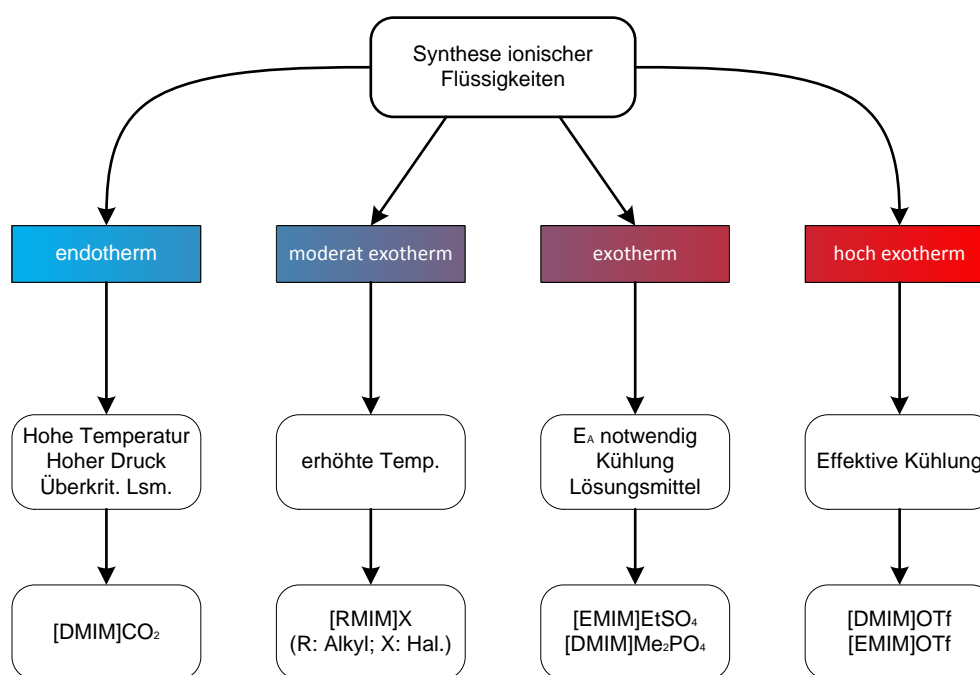 Synthese ionischer
Flüssigkeiten
endotherm
moderat exotherm
exotherm
hoch exotherm
Hohe Temperatur
Hoher Druck
Überkrit. Lsm.
erhöhte Temp.
Eᴀ notwendig
Kühlung
Lösungsmittel
Effektive Kühlung
[DMIM]CO₂
[RMIM]X
(R: Alkyl; X: Hal.)
[EMIM]EtSO₄
[DMIM]Me₂PO₄
[DMIM]OTf
[EMIM]OTf